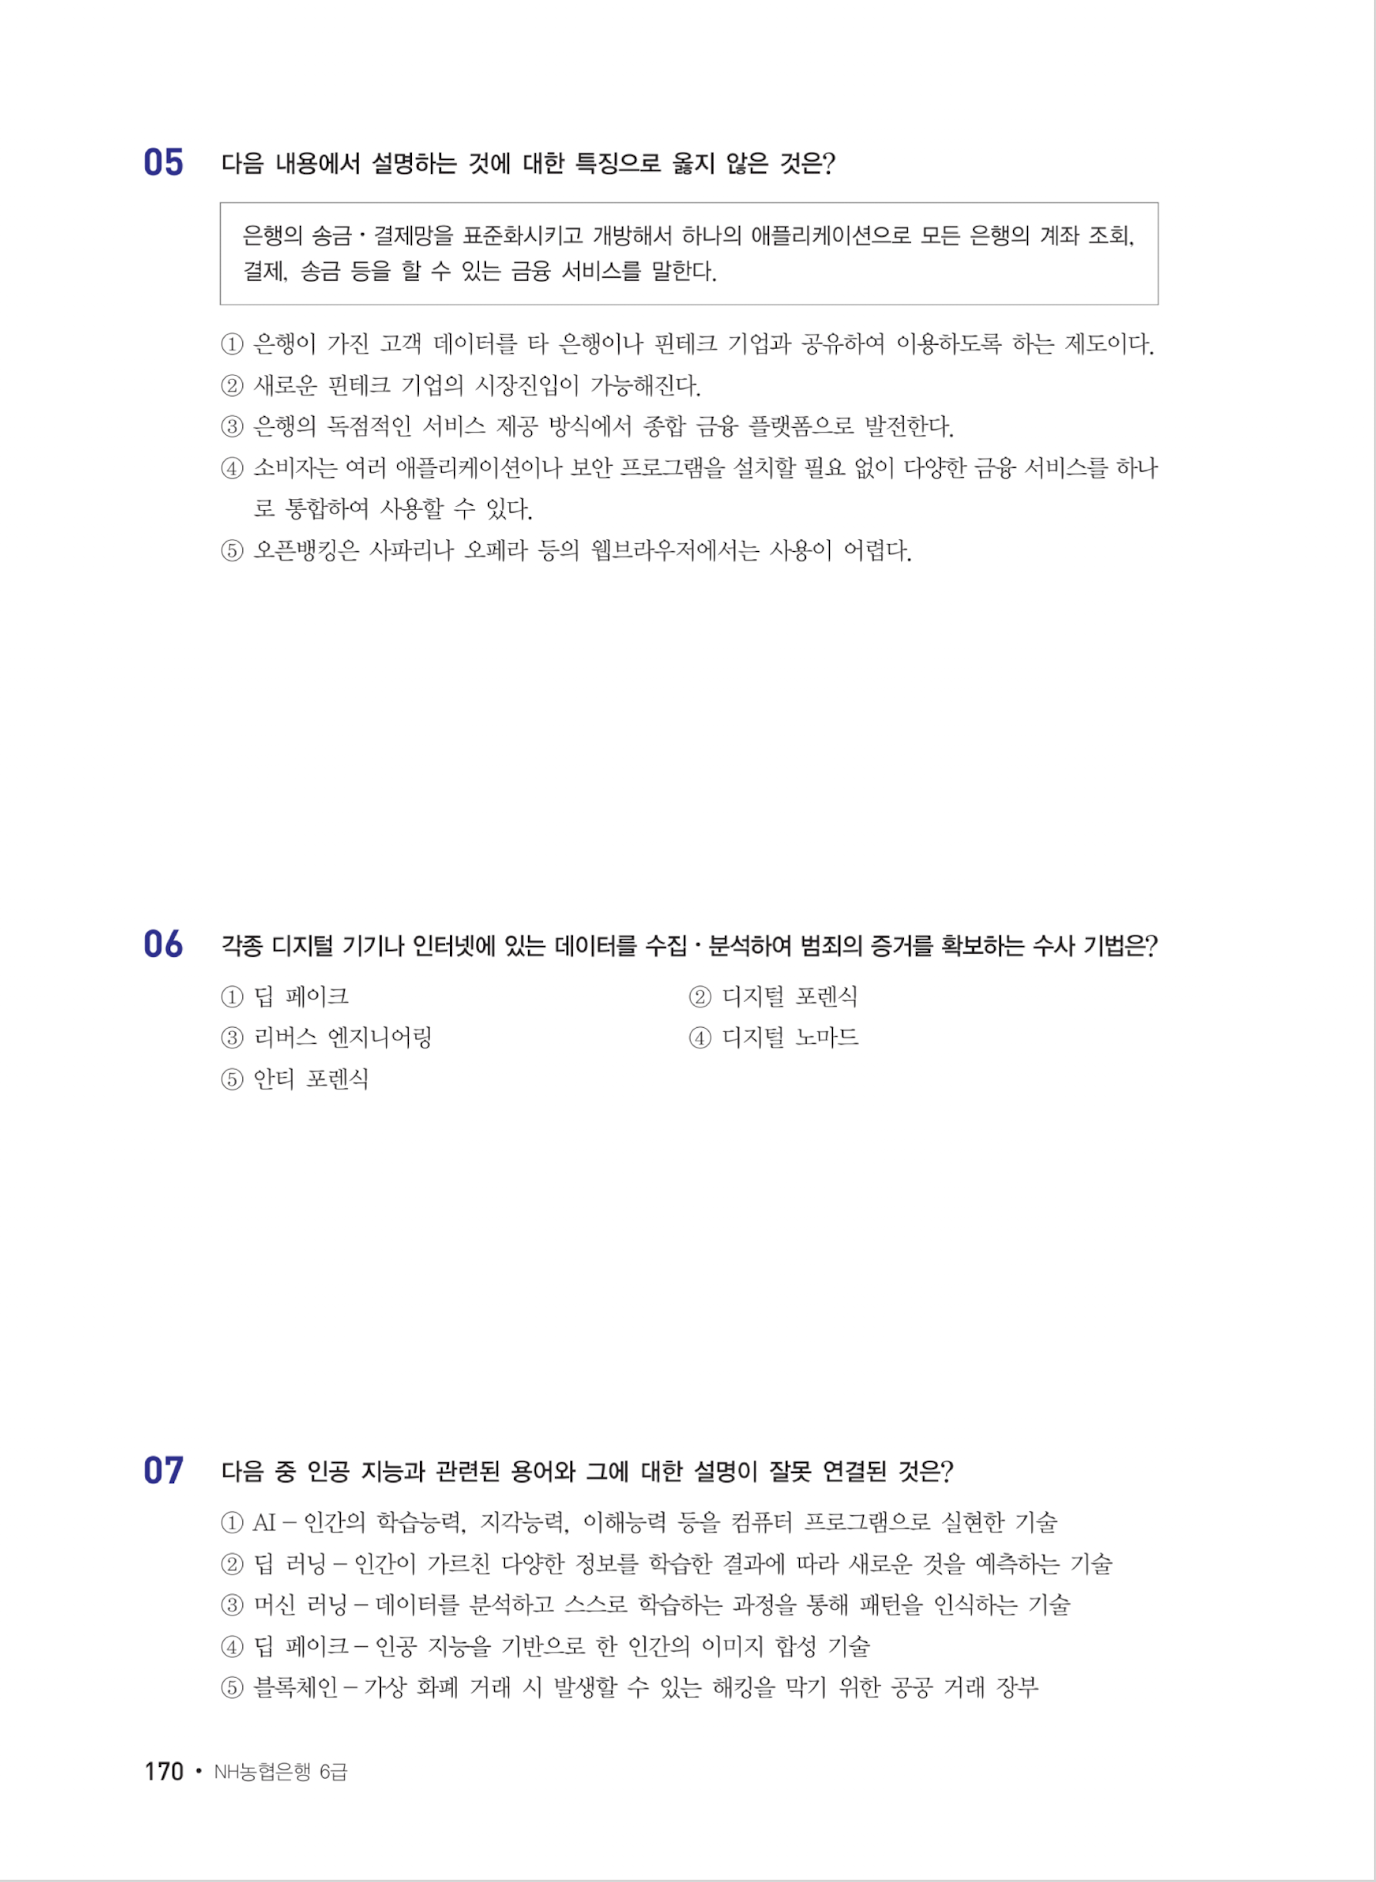 05 다음 내용에서 설명하는 것에 대한 특징으로 옳지 않은 것은?
은행의 송금·결제망을 표준화시키고 개방해서 하나의 애플리케이션으로 모든 은행의 계좌 조회,
결제, 송금 등을 할 수 있는 금융 서비스를 말한다.
① 은행이 가진 고객 데이터를 타 은행이나 핀테크 기업과 공유하여 이용하도록 하는 제도이다.
② 새로운 핀테크 기업의 시장진입이 가능해진다.
③ 은행의 독점적인 서비스 제공 방식에서 종합 금융 플랫폼으로 발전한다.
④ 소비자는 여러 애플리케이션이나 보안 프로그램을 설치할 필요 없이 다양한 금융 서비스를 하나
로 통합하여 사용할 수 있다.
⑤ 오픈뱅킹은 사파리나 오페라 등의 웹브라우저에서는 사용이 어렵다.
06 각종 디지털 기기나 인터넷에 있는 데이터를 수집·분석하여 범죄의 증거를 확보하는 수사 기법은?
① 딥 페이크 ② 디지털 포렌식
③ 리버스 엔지니어링 ④ 디지털 노마드
⑤ 안티 포렌식
07 다음 중 인공 지능과 관련된 용어와 그에 대한 설명이 잘못 연결된 것은?
① AI – 인간의 학습능력, 지각능력, 이해능력 등을 컴퓨터 프로그램으로 실현한 기술
② 딥 러닝 – 인간이 가르친 다양한 정보를 학습한 결과에 따라 새로운 것을 예측하는 기술
③ 머신 러닝 – 데이터를 분석하고 스스로 학습하는 과정을 통해 패턴을 인식하는 기술
④ 딥 페이크 – 인공 지능을 기반으로 한 인간의 이미지 합성 기술
⑤ 블록체인 – 가상 화폐 거래 시 발생할 수 있는 해킹을 막기 위한 공공 거래 장부
170 • NH농협은행 6급